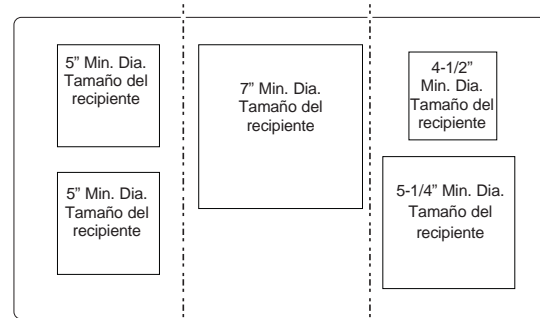 5” Min. Dia.
Tamaño del
recipiente
5” Min. Dia.
Tamaño del
recipiente
7” Min. Dia.
Tamaño del
recipiente
4-1/2”
Min. Dia.
Tamaño del
recipiente
5-1/4” Min. Dia.
Tamaño del
recipiente